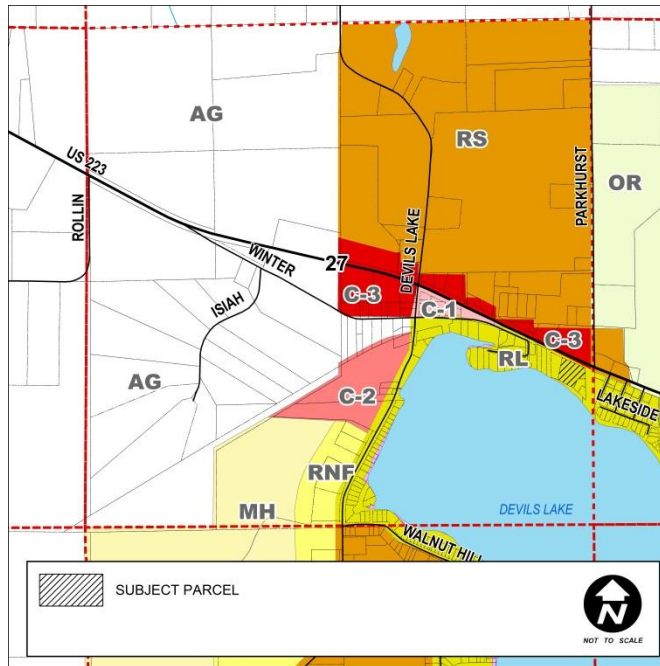 AG
RS
US 223
OR
ROLLIN
DEVILS LAKE
PARKHURST
WINTER
27
C-3
C-1
ISIAH
C-3
RL
AG
C-2
LAKESIDE
RNF
MH
DEVILS LAKE
WALNUT HILL
SUBJECT PARCEL
N
NOT TO SCALE